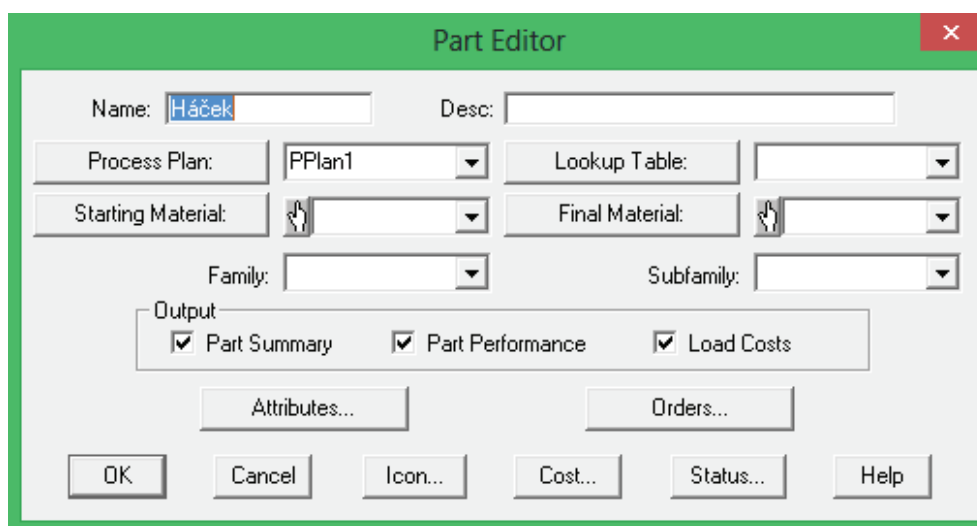 Part Editor
Name: Háček Desc:
Process Plan: PPlan1 Lookup Table:
Starting Material: Final Material:
Family: Subfamily:
Output
Part Summary Part Performance Load Costs
Attributes... Orders...
OK Cancel Icon... Cost... Status... Help